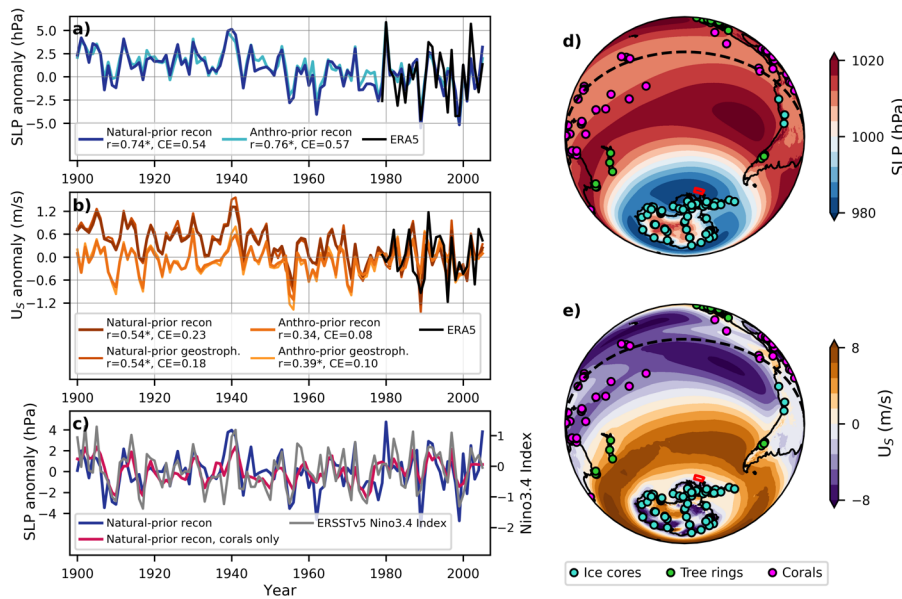 a)
SLP anomaly (hPa)
5.0
2.5
0.0
−2.5
−5.0
Natural-prior recon
r=0.74*, CE=0.54
Anthro-prior recon
r=0.76*, CE=0.57
ERA5
1900 1920 1940 1960 1980 2000
b)
U_S anomaly (m/s)
1.2
0.6
0.0
−0.6
−1.2
Natural-prior recon
r=0.54*, CE=0.23
Natural-prior geostroph.
r=0.54*, CE=0.18
Anthro-prior recon
r=0.34, CE=0.08
Anthro-prior geostroph.
r=0.39*, CE=0.10
ERA5
1900 1920 1940 1960 1980 2000
c)
SLP anomaly (hPa)
4
2
0
−2
−4
1
0
−1
−2
Nino3.4 Index
Natural-prior recon
Natural-prior recon, corals only
ERSSTv5 Nino3.4 Index
1900 1920 1940 1960 1980 2000
Year
d)
1020
1000
980
SLP (hPa)
e)
8
0
−8
U_S (m/s)
Ice cores
Tree rings
Corals